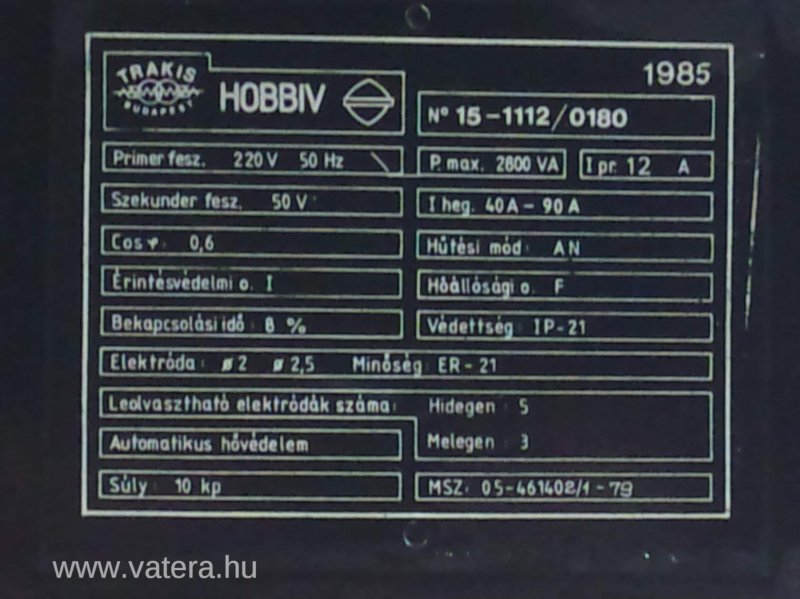 1985
TRAKIS
BUDAPEST
HOBBIV
Nº 15-1112/0180
Primer fesz. 220 V 50 Hz
P. max. 2800 VA
I pr. 12 A
Szekunder fesz. 50 V
I heg. 40 A - 90 A
Cos φ : 0,6
Hűtési mód: AN
Érintésvédelmi o. I
Hőállósági o. F
Bekapcsolási idő : 8 %
Védettség: IP-21
Elektróda : ø 2 ø 2,5 Minőség: ER-21
Leolvasztható elektródák száma:
Hidegen : 5
Melegen : 3
Automatikus hővédelem
Súly : 10 kp
MSZ. 05-461402/1-79
www.vatera.hu